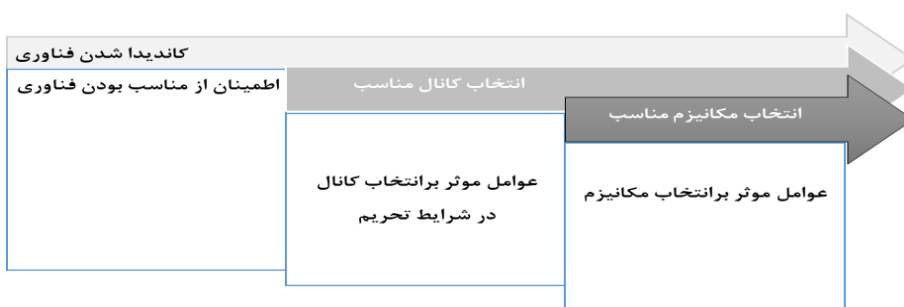 کاندیدا شدن فناوری
اطمینان از مناسب بودن فناوری
انتخاب کانال مناسب
عوامل موثر برانتخاب کانال
در شرایط تحریم
انتخاب مکانیزم مناسب
عوامل موثر برانتخاب مکانیزم